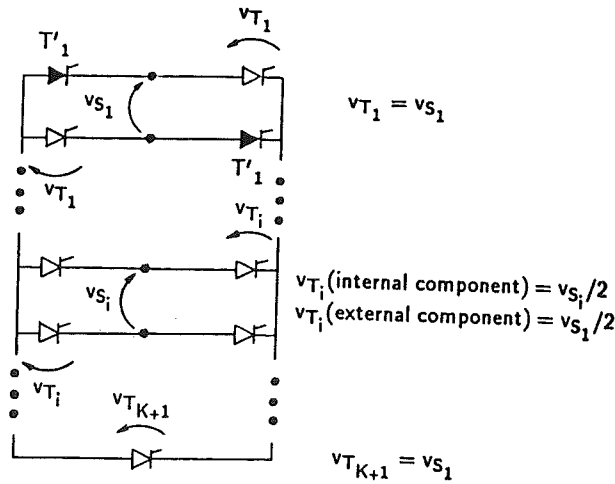 vT1
T'1
vS1
vT1 = vS1
T'1
vT1
vTi
vSi
vTi(internal component) = vSi/2
vTi(external component) = vS1/2
vTi
vTK+1
vTK+1 = vS1